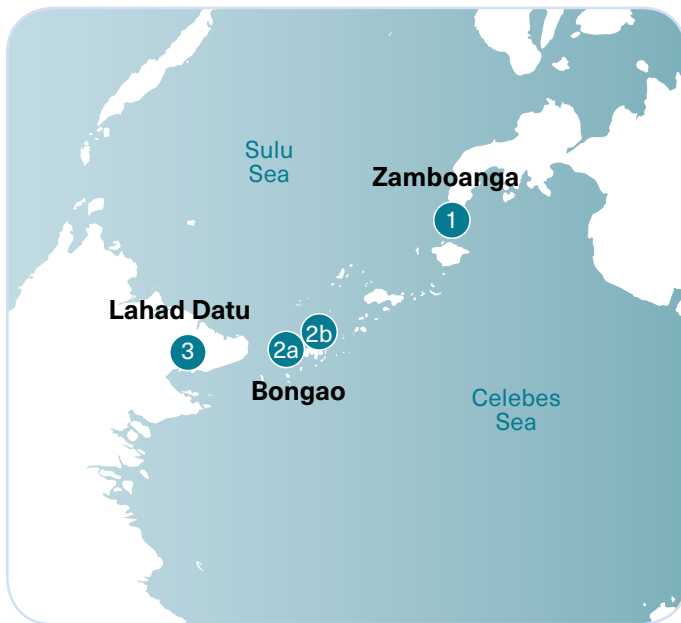 Sulu
Sea
Zamboanga
1
Lahad Datu
2b
2a
3
Bongao
Celebes
Sea